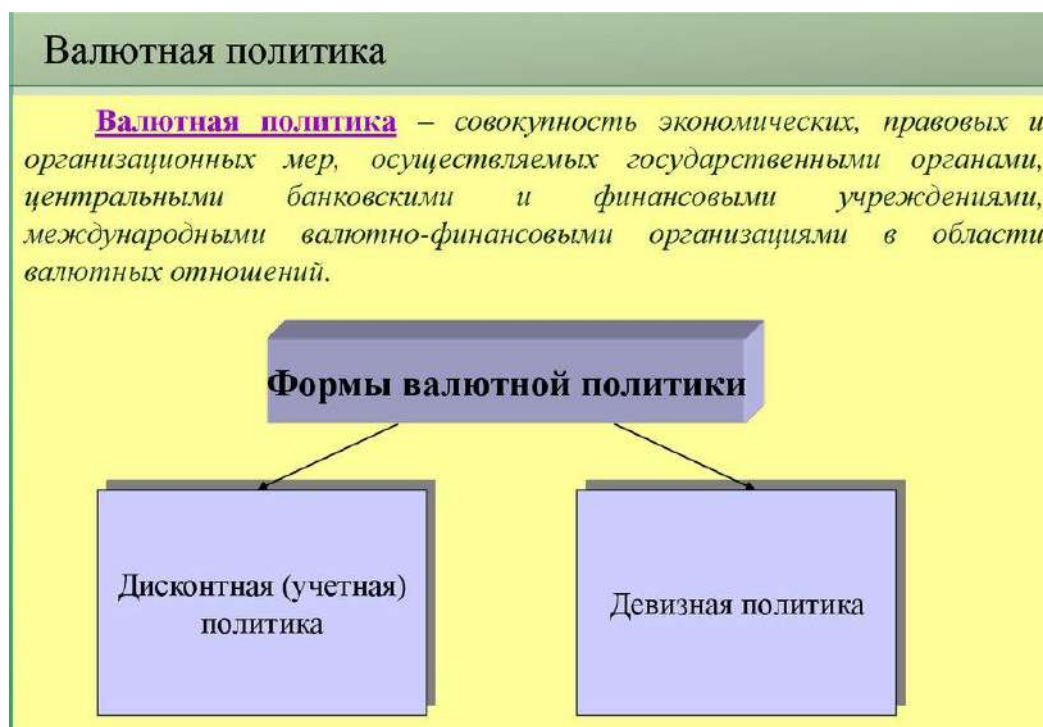 Валютная политика
Валютная политика – совокупность экономических, правовых и
организационных мер, осуществляемых государственными органами,
центральными банковскими и финансовыми учреждениями,
международными валютно-финансовыми организациями в области
валютных отношений.
Формы валютной политики
Дисконтная (учетная)
политика
Девизная политика